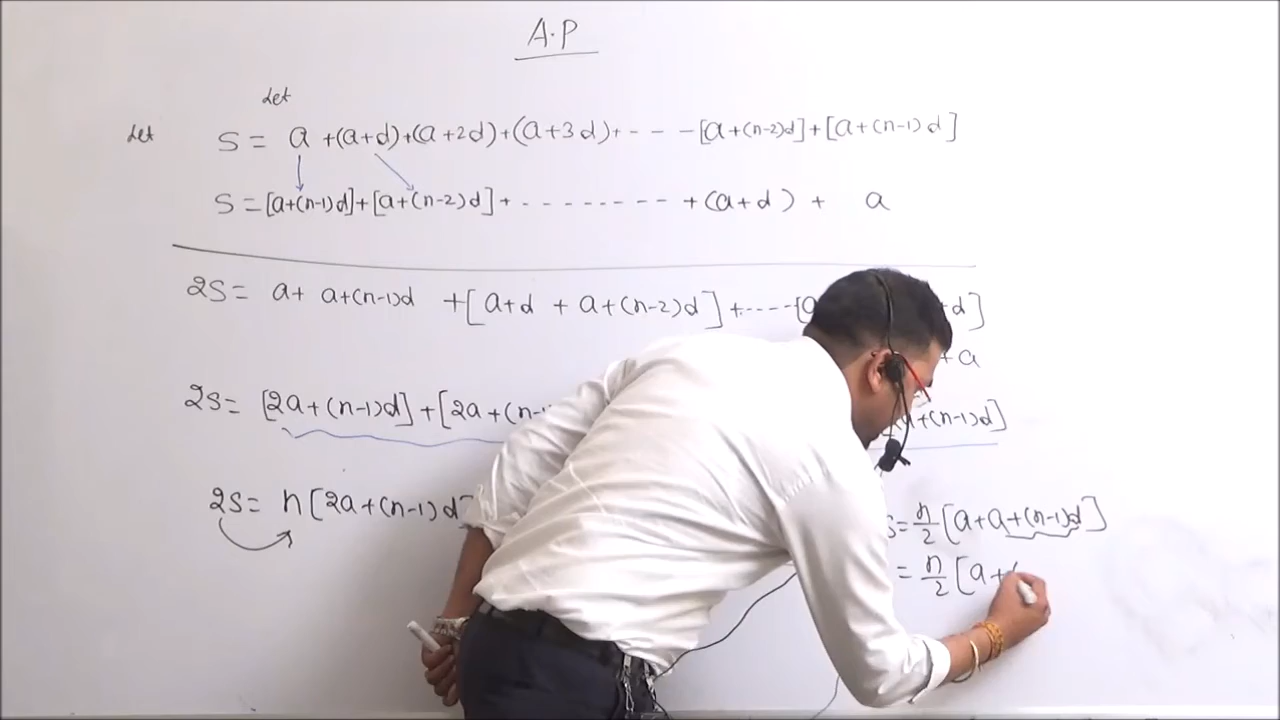 A.P
Let
Let S = a + (a+d)+(a+2d)+(a+3d)+ - - - [a+(n-2)d]+[a+(n-1)d]
S = [a+(n-1)d]+[a+(n-2)d]+ - - - - - - - - - +(a+d) + a
2S = a+ a+(n-1)d +[a+d + a+(n-2)d]+----[a d]
+a
2S = [2a+(n-1)d]+[2a+(n-1 +(n-1)d]
2S = n[2a+(n-1)d]
S = n/2 [a+a+(n-1)d]
= n/2 [a+